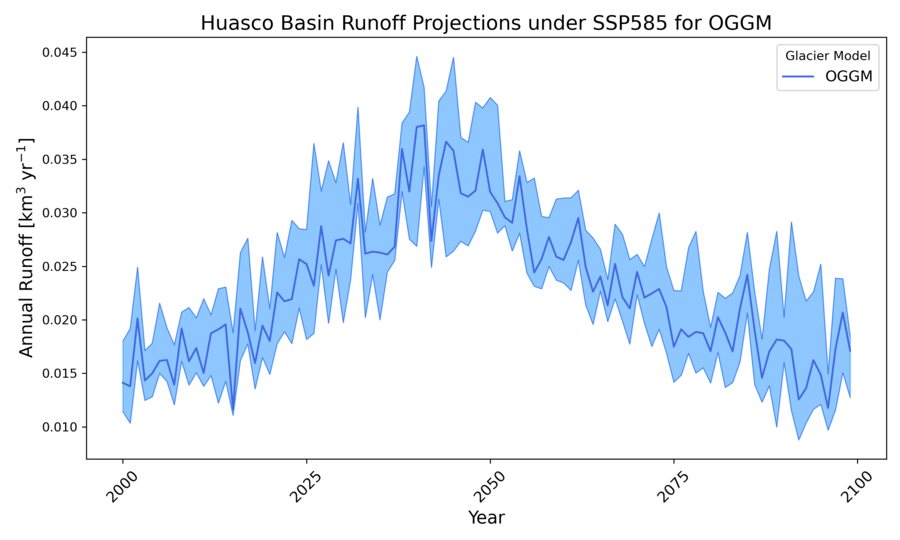 Huasco Basin Runoff Projections under SSP585 for OGGM
Glacier Model
OGGM
Annual Runoff [km³ yr⁻¹]
0.045
0.040
0.035
0.030
0.025
0.020
0.015
0.010
2000
2025
2050
2075
2100
Year